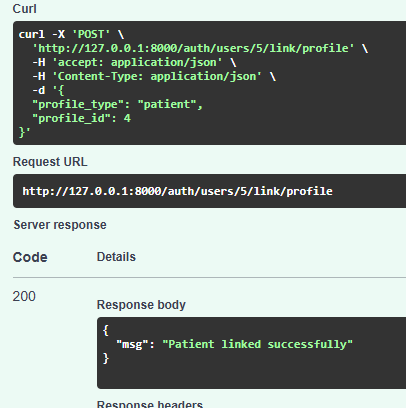 Curl
curl -X 'POST' \
  'http://127.0.0.1:8000/auth/users/5/link/profile' \
  -H 'accept: application/json' \
  -H 'Content-Type: application/json' \
  -d '{
  "profile_type": "patient",
  "profile_id": 4
}'
Request URL
http://127.0.0.1:8000/auth/users/5/link/profile
Server response
Code Details
200
Response body
{
  "msg": "Patient linked successfully"
}
Response headers